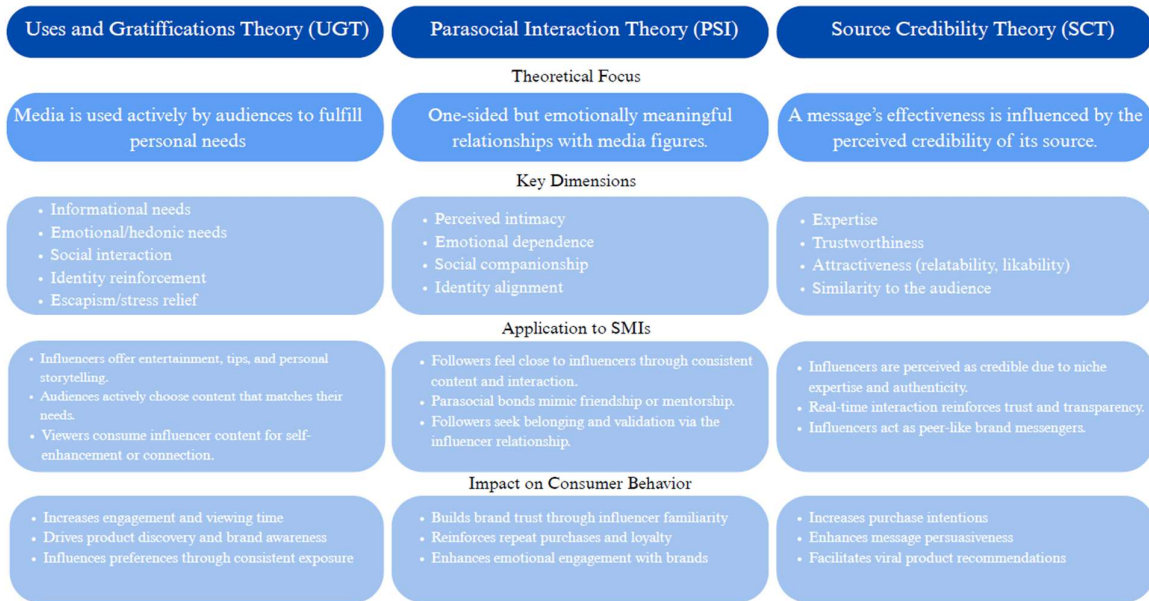 Uses and Gratiffications Theory (UGT)
Parasocial Interaction Theory (PSI)
Source Credibility Theory (SCT)
Theoretical Focus
Media is used actively by audiences to fulfill
personal needs
One-sided but emotionally meaningful
relationships with media figures.
A message's effectiveness is influenced by the
perceived credibility of its source.
Key Dimensions
• Informational needs
• Emotional/hedonic needs
• Social interaction
• Identity reinforcement
• Escapism/stress relief
• Perceived intimacy
• Emotional dependence
• Social companionship
• Identity alignment
• Expertise
• Trustworthiness
• Attractiveness (relatability, likability)
• Similarity to the audience
Application to SMIs
• Influencers offer entertainment, tips, and personal
storytelling.
• Audiences actively choose content that matches their
needs.
• Viewers consume influencer content for self-
enhancement or connection.
• Followers feel close to influencers through consistent
content and interaction.
• Parasocial bonds mimic friendship or mentorship.
• Followers seek belonging and validation via the
influencer relationship.
• Influencers are perceived as credible due to niche
expertise and authenticity.
• Real-time interaction reinforces trust and transparency.
• Influencers act as peer-like brand messengers.
Impact on Consumer Behavior
• Increases engagement and viewing time
• Drives product discovery and brand awareness
• Influences preferences through consistent exposure
• Builds brand trust through influencer familiarity
• Reinforces repeat purchases and loyalty
• Enhances emotional engagement with brands
• Increases purchase intentions
• Enhances message persuasiveness
• Facilitates viral product recommendations